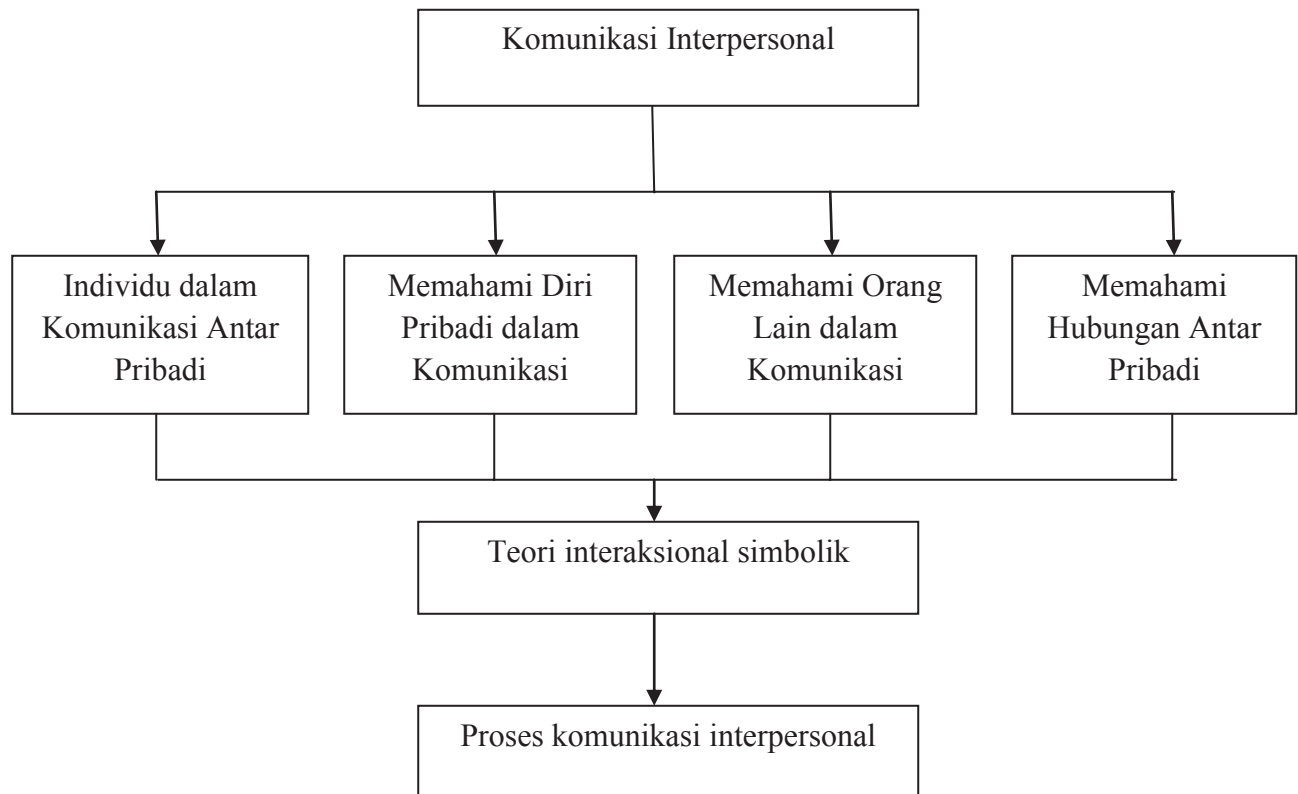 Komunikasi Interpersonal
Individu dalam
Komunikasi Antar
Pribadi
Memahami Diri
Pribadi dalam
Komunikasi
Memahami Orang
Lain dalam
Komunikasi
Memahami
Hubungan Antar
Pribadi
Teori interaksional simbolik
Proses komunikasi interpersonal